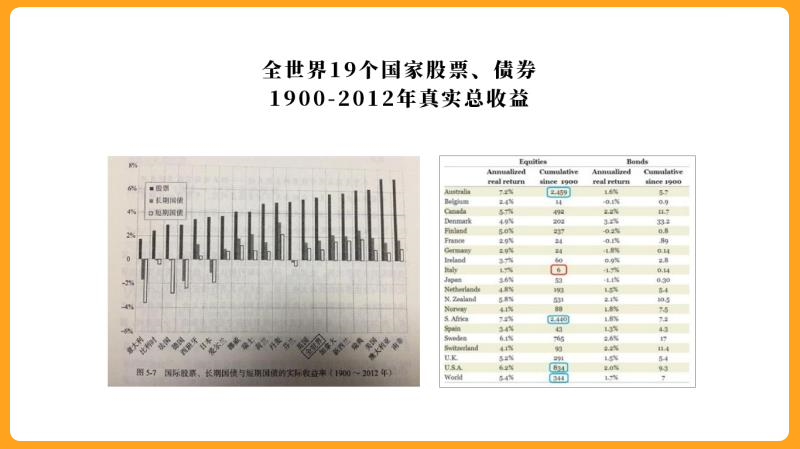 全世界19个国家股票、债券
1900-2012年真实总收益
8%
6%
4%
2%
0
-2%
-4%
-6%
股票
长期国债
短期国债
意大利
比利时
法国
德国
西班牙
日本
爱尔兰
挪威
瑞士
荷兰
丹麦
芬兰
英国
全世界
加拿大
新西兰
瑞典
美国
澳大利亚
南非
图 5-7 国际股票、长期国债与短期国债的实际收益率(1900～2012 年)
Equities Bonds
Annualized Cumulative Annualized Cumulative
real return since 1900 real return since 1900
Australia 7.2% 2,459 1.6% 5.7
Belgium 2.4% 14 -0.1% 0.9
Canada 5.7% 492 2.2% 11.7
Denmark 4.9% 202 3.2% 33.2
Finland 5.0% 237 -0.2% 0.8
France 2.9% 24 -0.1% .89
Germany 2.9% 24 -1.8% 0.14
Ireland 3.7% 60 0.9% 2.8
Italy 1.7% 6 -1.7% 0.14
Japan 3.6% 53 -1.1% 0.30
Netherlands 4.8% 193 1.5% 5.4
N. Zealand 5.8% 531 2.1% 10.5
Norway 4.1% 88 1.8% 7.5
S. Africa 7.2% 2,440 1.8% 7.2
Spain 3.4% 43 1.3% 4.3
Sweden 6.1% 765 2.6% 17
Switzerland 4.1% 93 2.2% 11.4
U.K. 5.2% 291 1.5% 5.4
U.S.A. 6.2% 834 2.0% 9.3
World 5.4% 344 1.7% 7